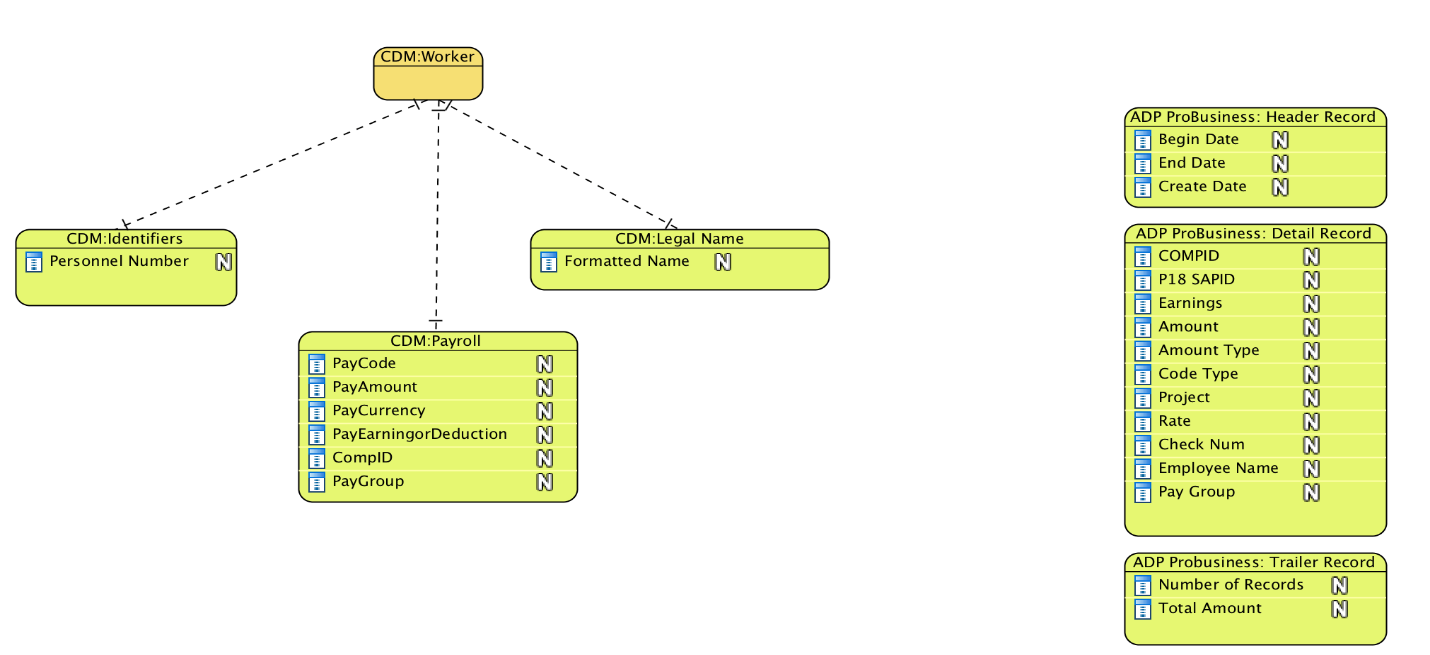 CDM:Worker
CDM:Identifiers
Personnel Number N
CDM:Legal Name
Formatted Name N
CDM:Payroll
PayCode N
PayAmount N
PayCurrency N
PayEarningorDeduction N
CompID N
PayGroup N
ADP ProBusiness: Header Record
Begin Date N
End Date N
Create Date N
ADP ProBusiness: Detail Record
COMPID N
P18 SAPID N
Earnings N
Amount N
Amount Type N
Code Type N
Project N
Rate N
Check Num N
Employee Name N
Pay Group N
ADP Probusiness: Trailer Record
Number of Records N
Total Amount N